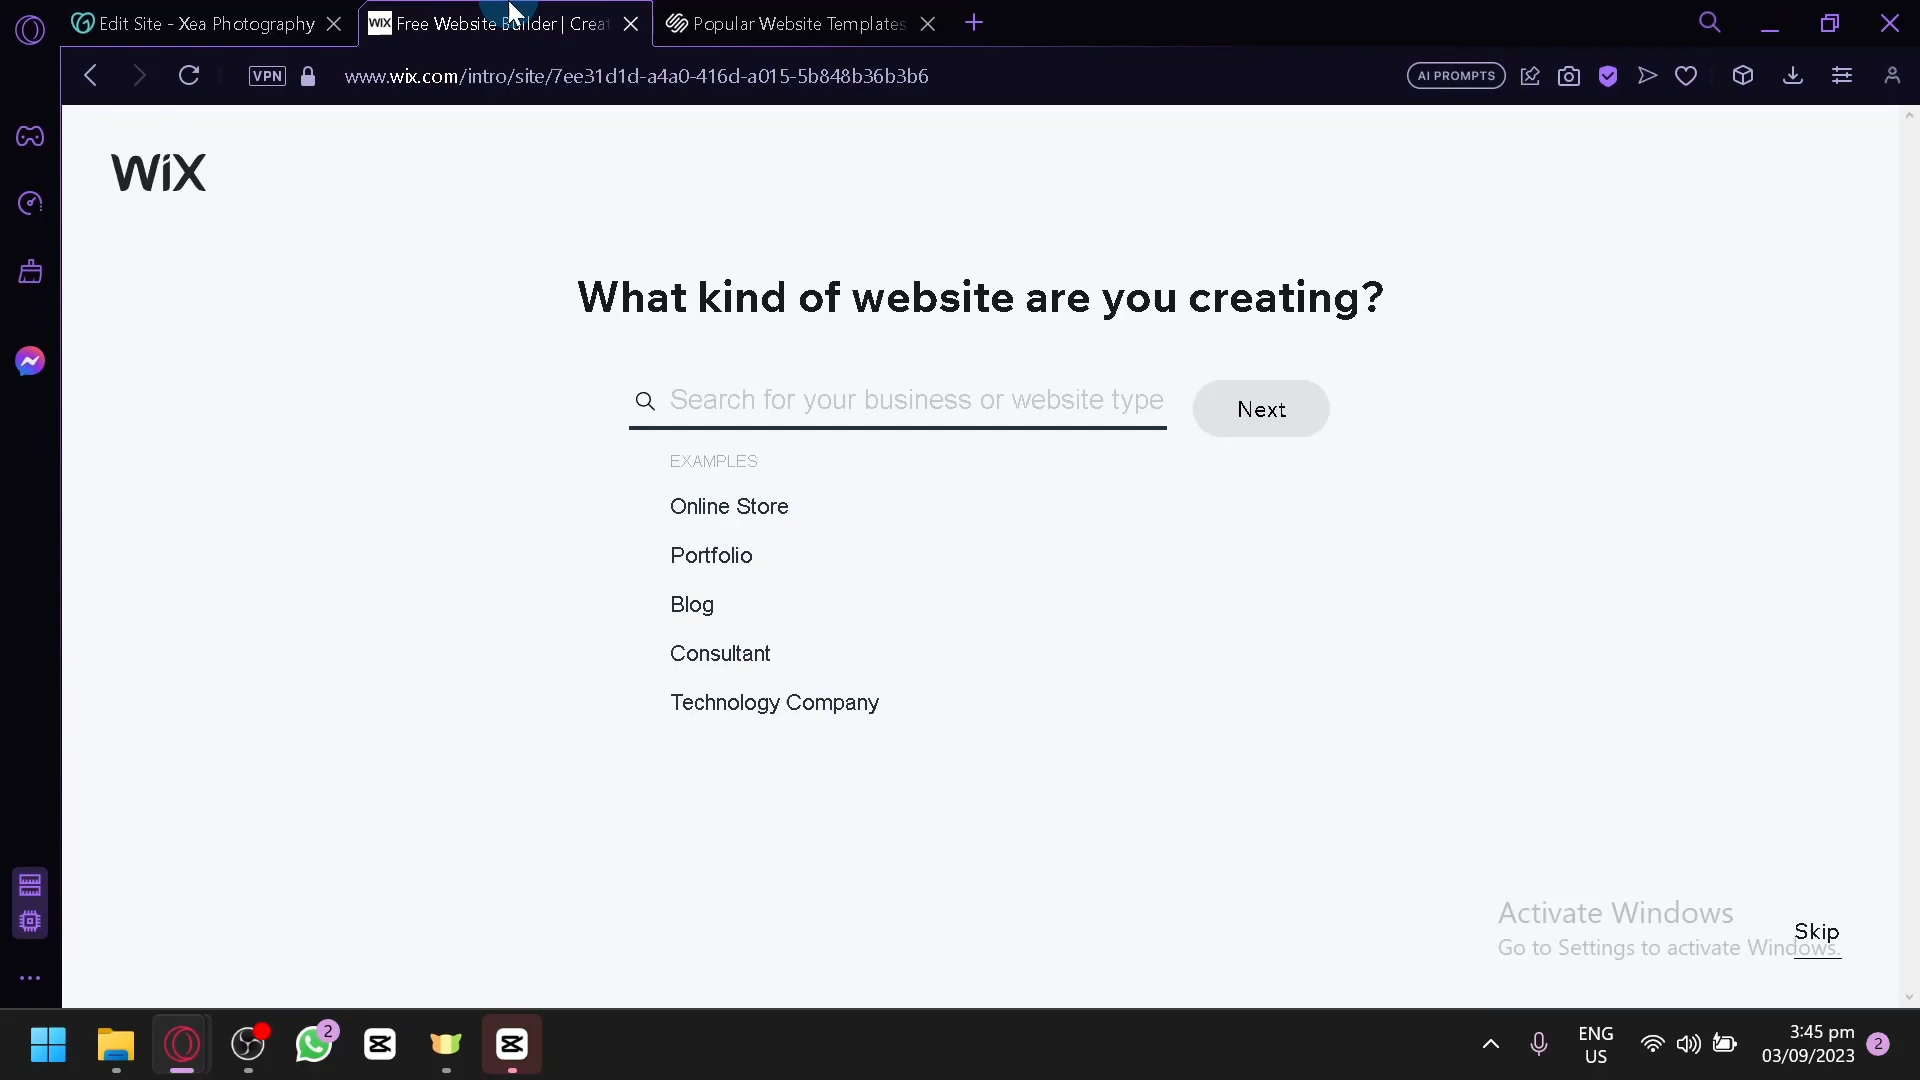 Edit Site - Xea Photography
WIX
Free Website Builder | Creat
Popular Website Templates
VPN
www.wix.com/intro/site/7ee31d1d-a4a0-416d-a015-5b848b36b3b6
AI PROMPTS
WiX
What kind of website are you creating?
Search for your business or website type
Next
EXAMPLES
Online Store
Portfolio
Blog
Consultant
Technology Company
Activate Windows
Go to Settings to activate Windows.
Skip
2
ENG
US
3:45 pm
03/09/2023
2